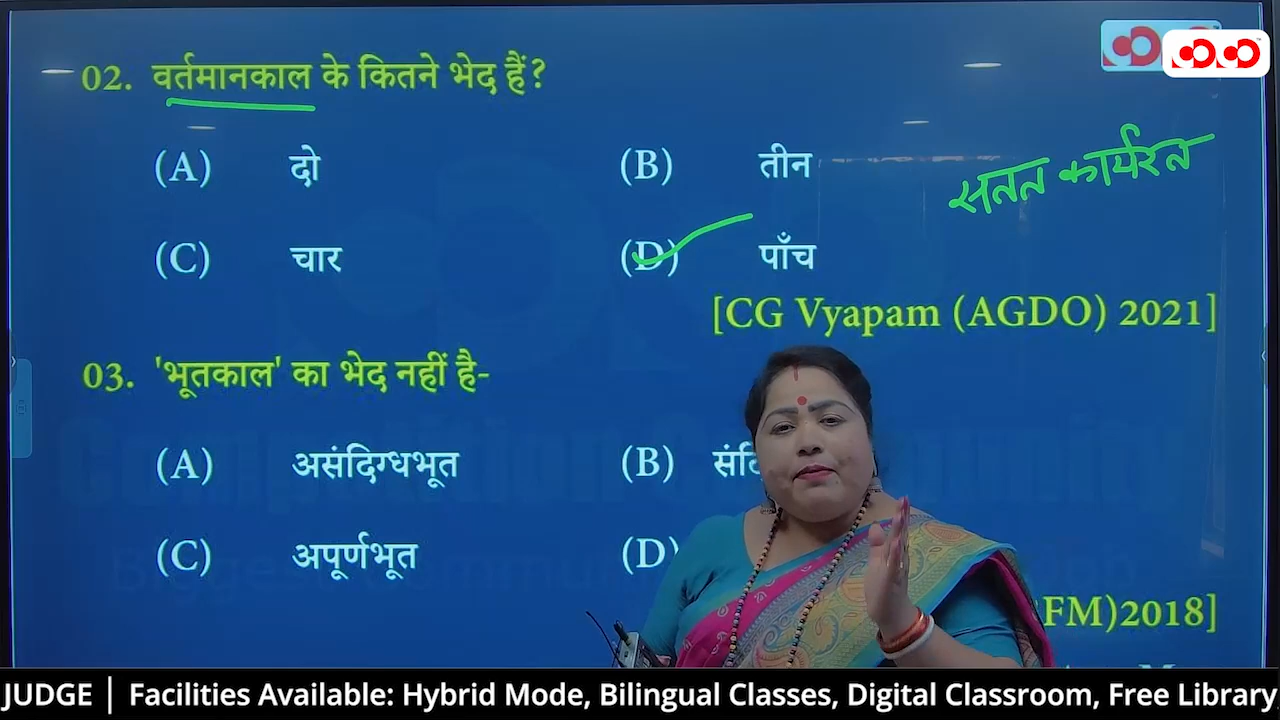 02. वर्तमानकाल के कितने भेद हैं?
(A) दो (B) तीन
सतत कार्यरत
(C) चार (D) पाँच
[CG Vyapam (AGDO) 2021]
03. 'भूतकाल' का भेद नहीं है-
(A) असंदिग्धभूत (B)
(C) अपूर्णभूत (D)
FM)2018]
JUDGE | Facilities Available: Hybrid Mode, Bilingual Classes, Digital Classroom, Free Library